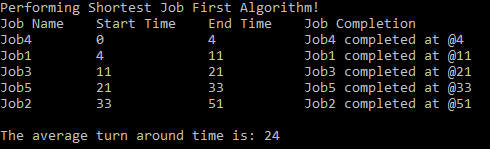 Performing Shortest Job First Algorithm!
Job Name    Start Time    End Time    Job Completion
Job4        0             4           Job4 completed at @4
Job1        4             11          Job1 completed at @11
Job3        11            21          Job3 completed at @21
Job5        21            33          Job5 completed at @33
Job2        33            51          Job2 completed at @51
The average turn around time is: 24